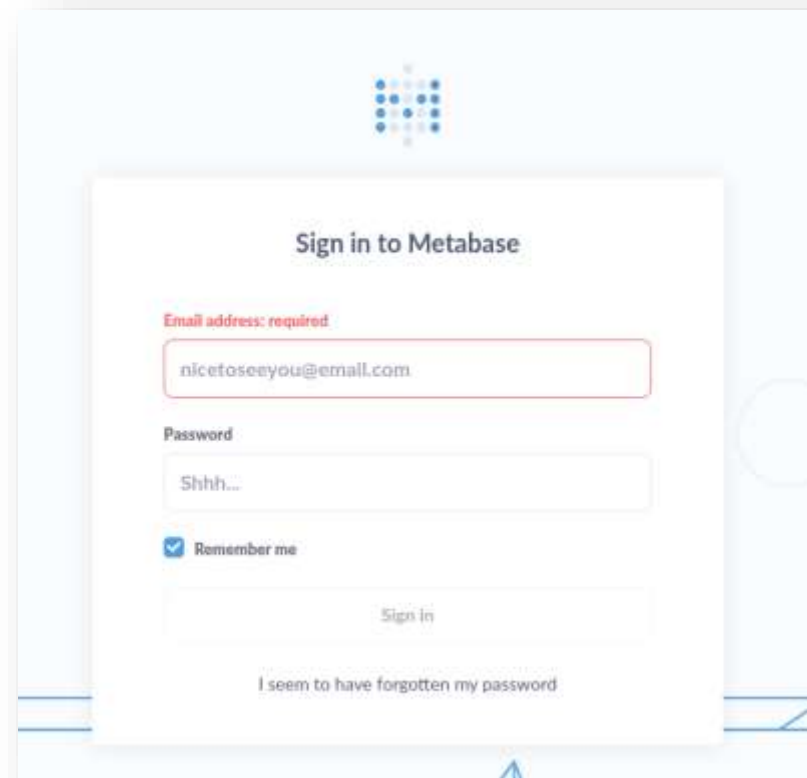 Sign in to Metabase
Email address: required
nicetoseeyou@email.com
Password
Shhh...
Remember me
Sign in
I seem to have forgotten my password